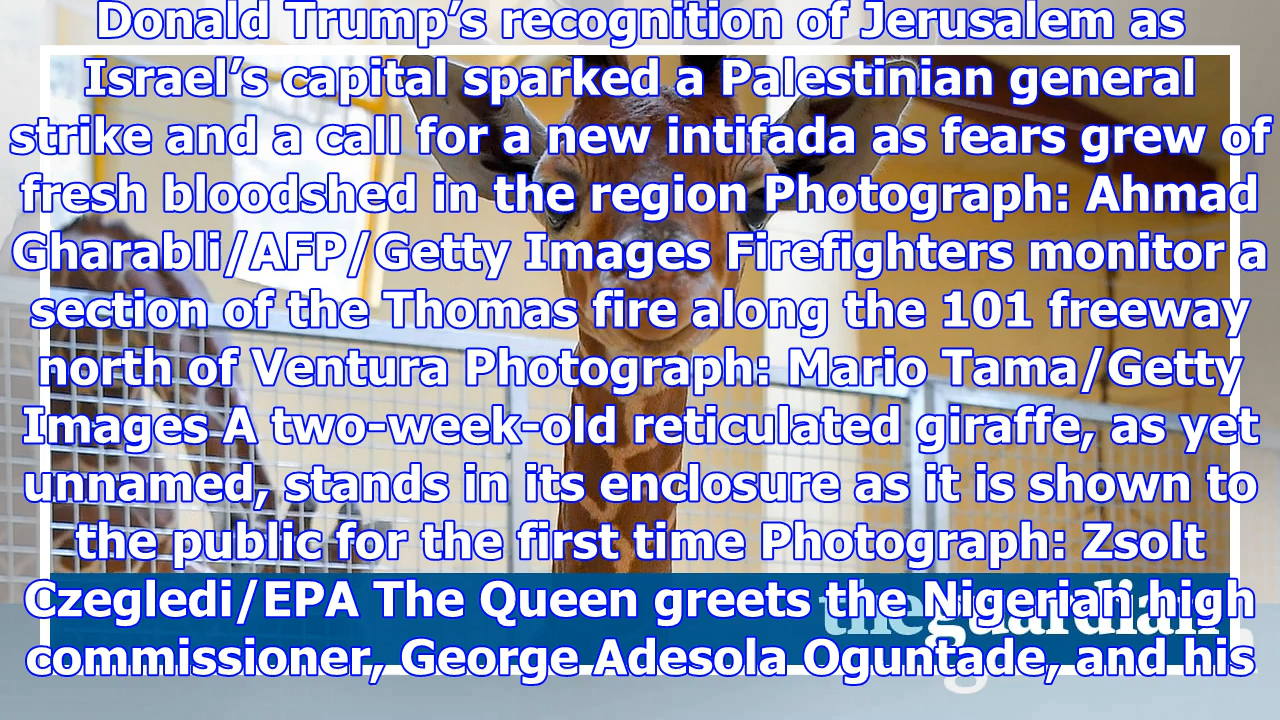 Donald Trump’s recognition of Jerusalem as
Israel’s capital sparked a Palestinian general
strike and a call for a new intifada as fears grew of
fresh bloodshed in the region Photograph: Ahmad
Gharabli/AFP/Getty Images Firefighters monitor a
section of the Thomas fire along the 101 freeway
north of Ventura Photograph: Mario Tama/Getty
Images A two-week-old reticulated giraffe, as yet
unnamed, stands in its enclosure as it is shown to
the public for the first time Photograph: Zsolt
Czegledi/EPA The Queen greets the Nigerian high
commissioner, George Adesola Oguntade, and his
theguardian